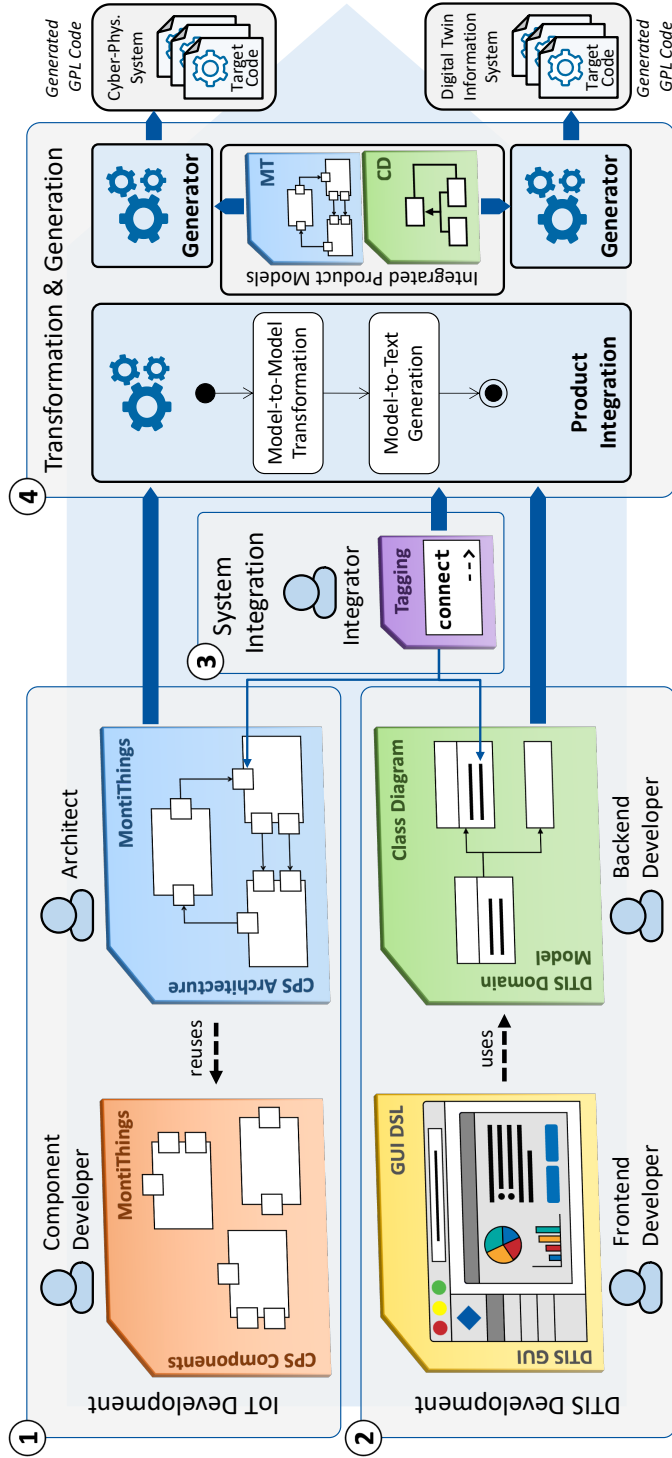 1
IoT Development
Component
Developer
MontiThings
CPS Components
reuses
Architect
MontiThings
CPS Architecture
2
DTIS Development
GUI DSL
DTIS GUI
Frontend
Developer
uses
Class Diagram
DTIS Domain
Model
Backend
Developer
3
System
Integration
Integrator
Tagging
connect
-->
4
Transformation & Generation
Model-to-Model
Transformation
Model-to-Text
Generation
Product
Integration
Generator
MT
CD
Integrated Product Models
Generator
Generated
GPL Code
Cyber-Phys.
System
Target
Code
Digital Twin
Information
System
Target
Code
Generated
GPL Code